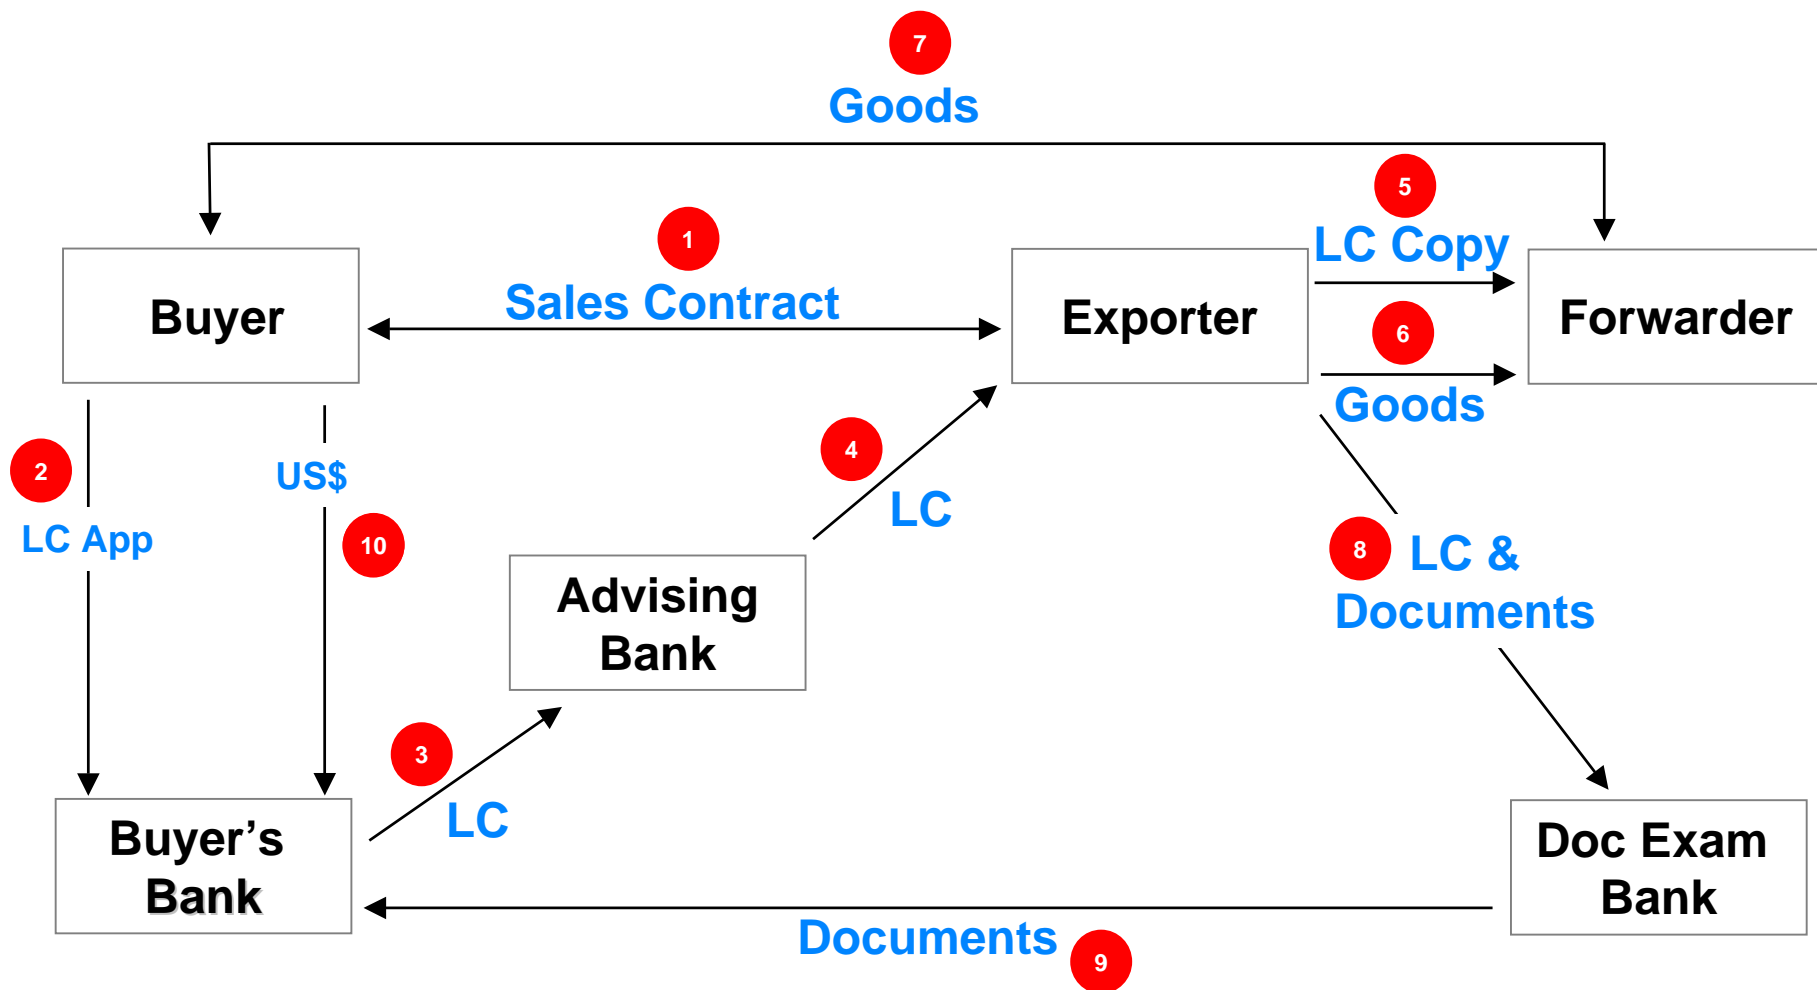 7
Goods
5
1
LC Copy
Sales Contract
Buyer
Exporter
Forwarder
6
Goods
4
2
US$
LC
LC App
10
8
LC &
Documents
Advising
Bank
3
LC
Buyer’s
Bank
Doc Exam
Bank
Documents
9